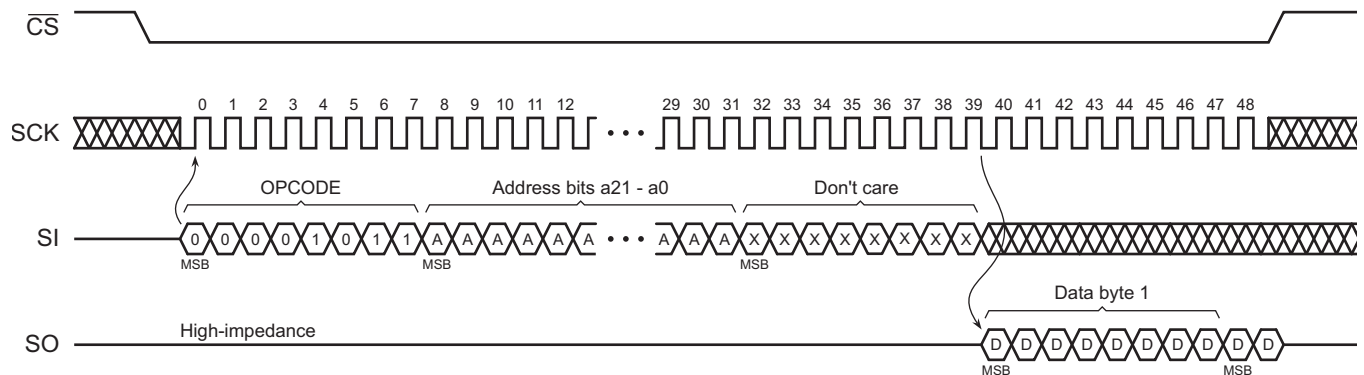 CS
0 1 2 3 4 5 6 7 8 9 10 11 12 29 30 31 32 33 34 35 36 37 38 39 40 41 42 43 44 45 46 47 48
SCK
OPCODE Address bits a21 - a0 Don't care
SI 0 0 0 0 1 0 1 1 A A A A A A A A A X X X X X X X X
MSB MSB MSB
Data byte 1
High-impedance
SO D D D D D D D D D D
MSB MSB